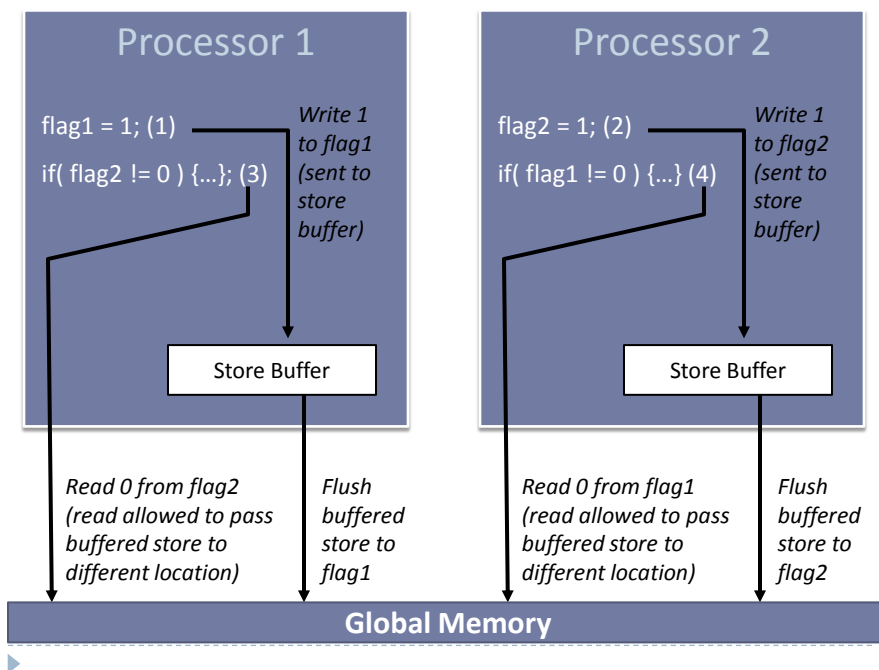 Processor 1
flag1 = 1; (1)
Write 1
to flag1
(sent to
store
buffer)
if( flag2 != 0 ) {…}; (3)
Store Buffer
Read 0 from flag2
(read allowed to pass
buffered store to
different location)
Flush
buffered
store to
flag1
Processor 2
flag2 = 1; (2)
Write 1
to flag2
(sent to
store
buffer)
if( flag1 != 0 ) {…} (4)
Store Buffer
Read 0 from flag1
(read allowed to pass
buffered store to
different location)
Flush
buffered
store to
flag2
Global Memory